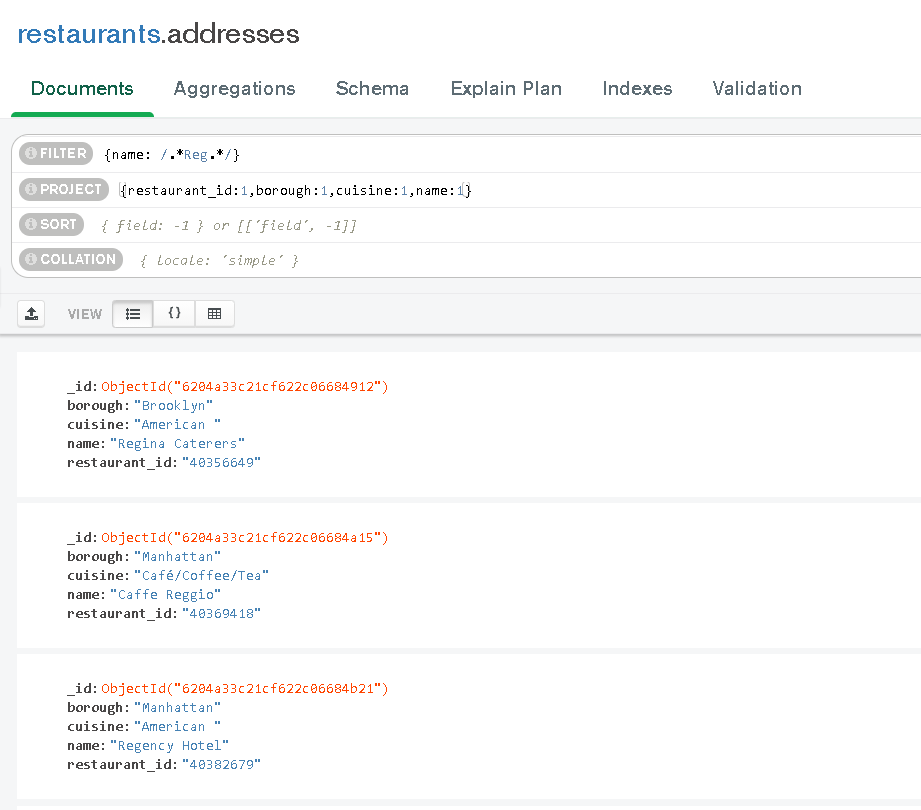 restaurants.addresses
Documents Aggregations Schema Explain Plan Indexes Validation
FILTER {name: /.*Reg.*/}
PROJECT {restaurant_id:1,borough:1,cuisine:1,name:1}
SORT { field: -1 } or [['field', -1]]
COLLATION { locale: 'simple' }
VIEW {}
_id: ObjectId("6204a33c21cf622c06684912")
borough: "Brooklyn"
cuisine: "American "
name: "Regina Caterers"
restaurant_id: "40356649"
_id: ObjectId("6204a33c21cf622c06684a15")
borough: "Manhattan"
cuisine: "Café/Coffee/Tea"
name: "Caffe Reggio"
restaurant_id: "40369418"
_id: ObjectId("6204a33c21cf622c06684b21")
borough: "Manhattan"
cuisine: "American "
name: "Regency Hotel"
restaurant_id: "40382679"